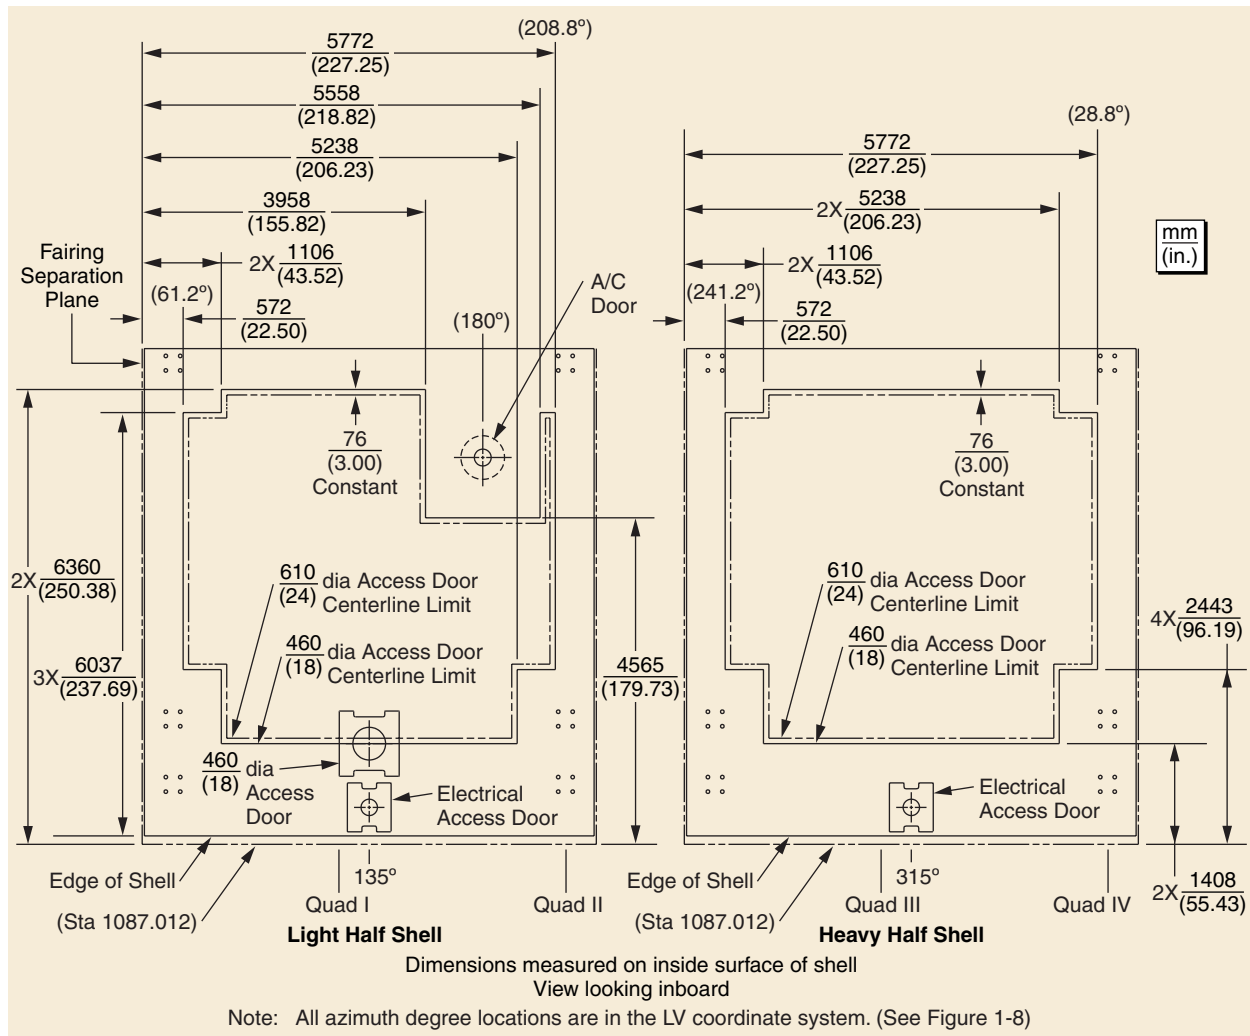 (208.8º)
5772
(227.25)
5558
(218.82)
5238
(206.23)
3958
(155.82)
2X 1106
(43.52)
(61.2º)
572
(22.50)
Fairing
Separation
Plane
(180º)
A/C
Door
76
(3.00)
Constant
2X 6360
(250.38)
3X 6037
(237.69)
610
(24) dia Access Door
Centerline Limit
460
(18) dia Access Door
Centerline Limit
4565
(179.73)
460
(18) dia
Access
Door
Electrical
Access Door
Edge of Shell
(Sta 1087.012)
135º
Quad I
Quad II
Light Half Shell
(28.8º)
5772
(227.25)
2X 5238
(206.23)
2X 1106
(43.52)
(241.2º)
572
(22.50)
mm
(in.)
76
(3.00)
Constant
610
(24) dia Access Door
Centerline Limit
460
(18) dia Access Door
Centerline Limit
4X 2443
(96.19)
Electrical
Access Door
2X 1408
(55.43)
Edge of Shell
(Sta 1087.012)
315º
Quad III
Quad IV
Heavy Half Shell
Dimensions measured on inside surface of shell
View looking inboard
Note: All azimuth degree locations are in the LV coordinate system. (See Figure 1-8)